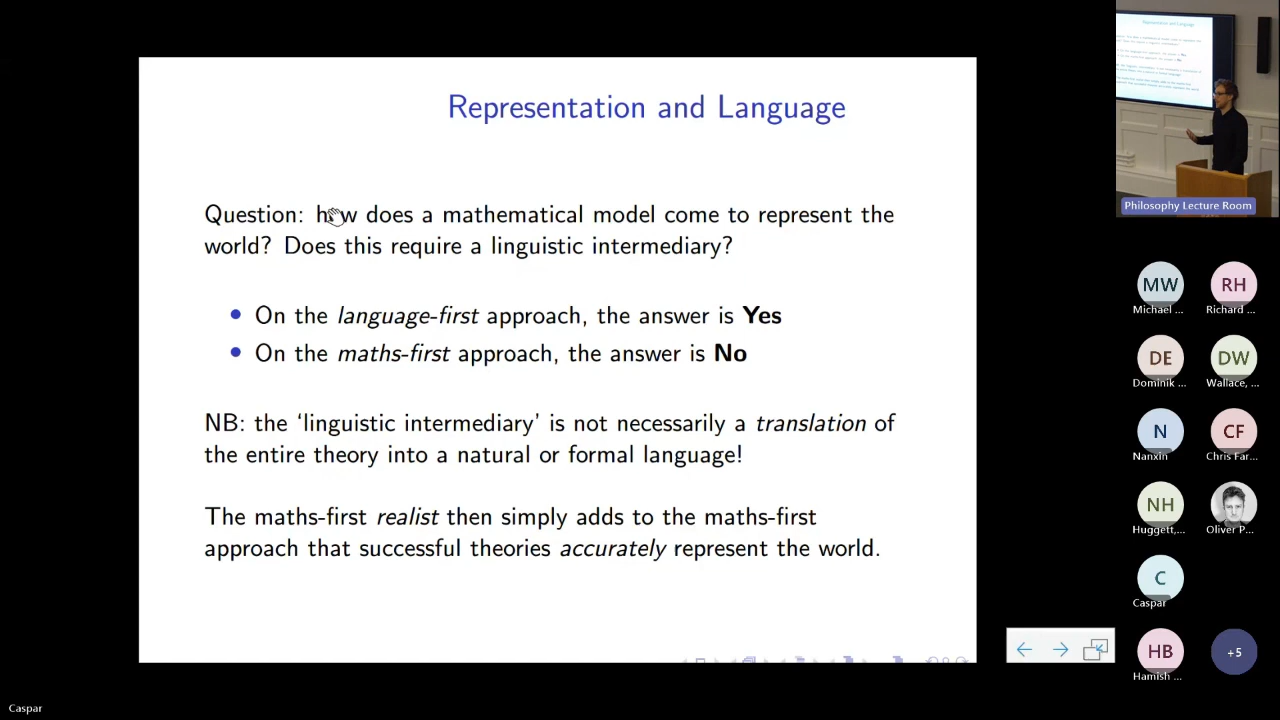 Representation and Language
Question: how does a mathematical model come to represent the
world? Does this require a linguistic intermediary?
On the language-first approach, the answer is Yes
On the maths-first approach, the answer is No
NB: the ‘linguistic intermediary’ is not necessarily a translation of
the entire theory into a natural or formal language!
The maths-first realist then simply adds to the maths-first
approach that successful theories accurately represent the world.
Representation and Language
Philosophy Lecture Room
MW
RH
Michael ...
Richard ...
DE
DW
Dominik ...
Wallace, ...
N
CF
Nanxin
Chris Far...
NH
Huggett,...
Oliver P...
C
Caspar
HB
+5
Hamish ...
Caspar